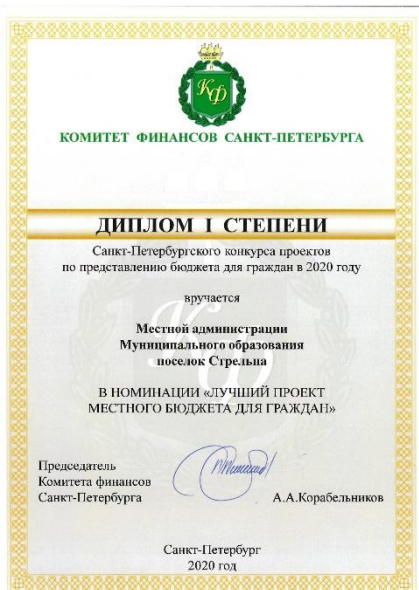 КФ
КОМИТЕТ ФИНАНСОВ САНКТ-ПЕТЕРБУРГА
ДИПЛОМ I СТЕПЕНИ
Санкт-Петербургского конкурса проектов
по представлению бюджета для граждан в 2020 году
вручается
Местной администрации
Муниципального образования
поселок Стрельна
В НОМИНАЦИИ «ЛУЧШИЙ ПРОЕКТ
МЕСТНОГО БЮДЖЕТА ДЛЯ ГРАЖДАН»
Председатель
Комитета финансов
Санкт-Петербурга
А.А.Корабельников
Санкт-Петербург
2020 год